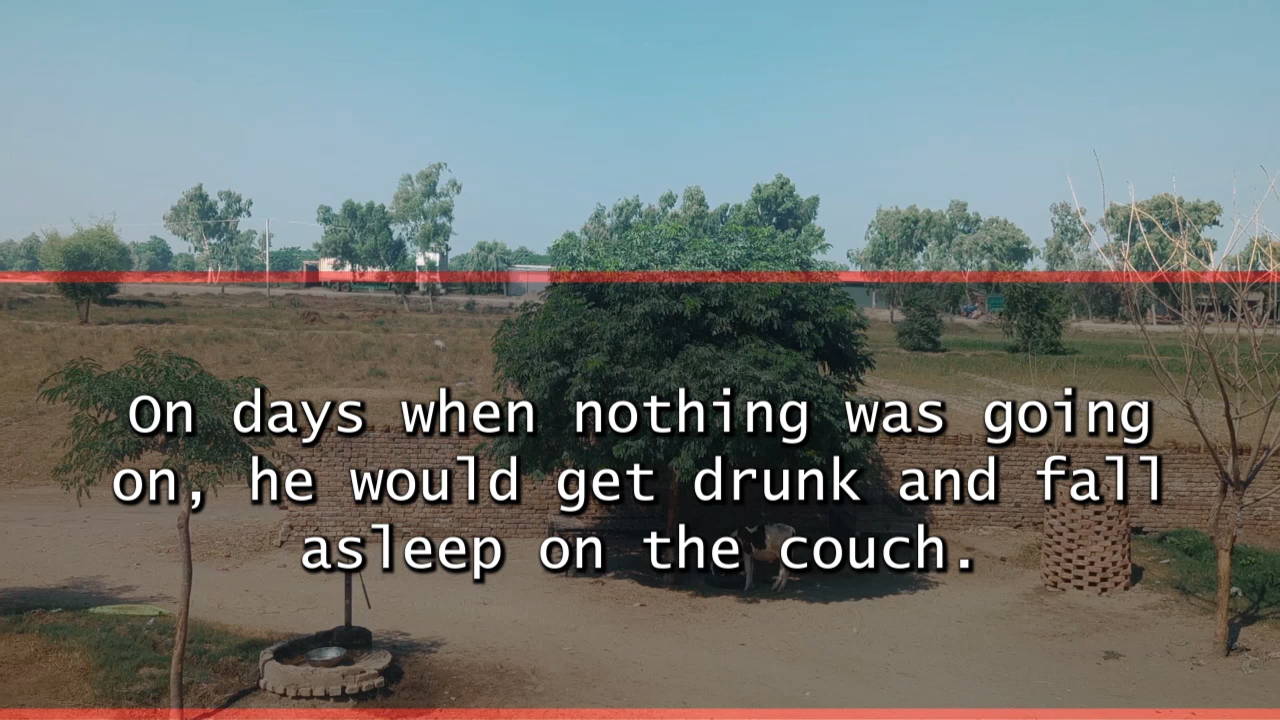 On days when nothing was going
on, he would get drunk and fall
asleep on the couch.